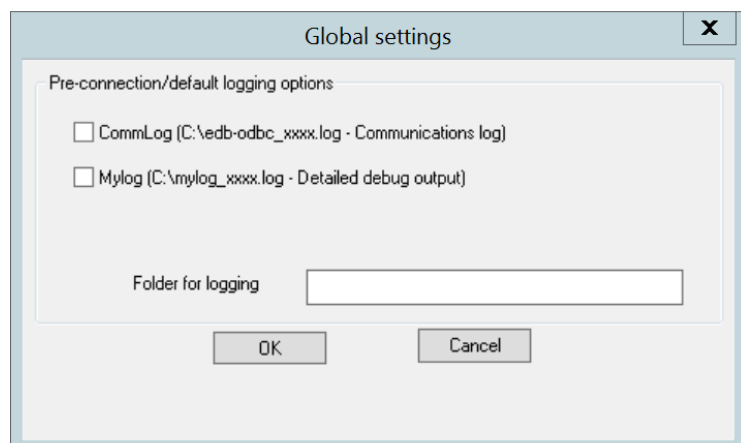 Global settings
X
Pre-connection/default logging options
CommLog (C:\edb-odbc_xxxx.log - Communications log)
Mylog (C:\mylog_xxxx.log - Detailed debug output)
Folder for logging
OK
Cancel